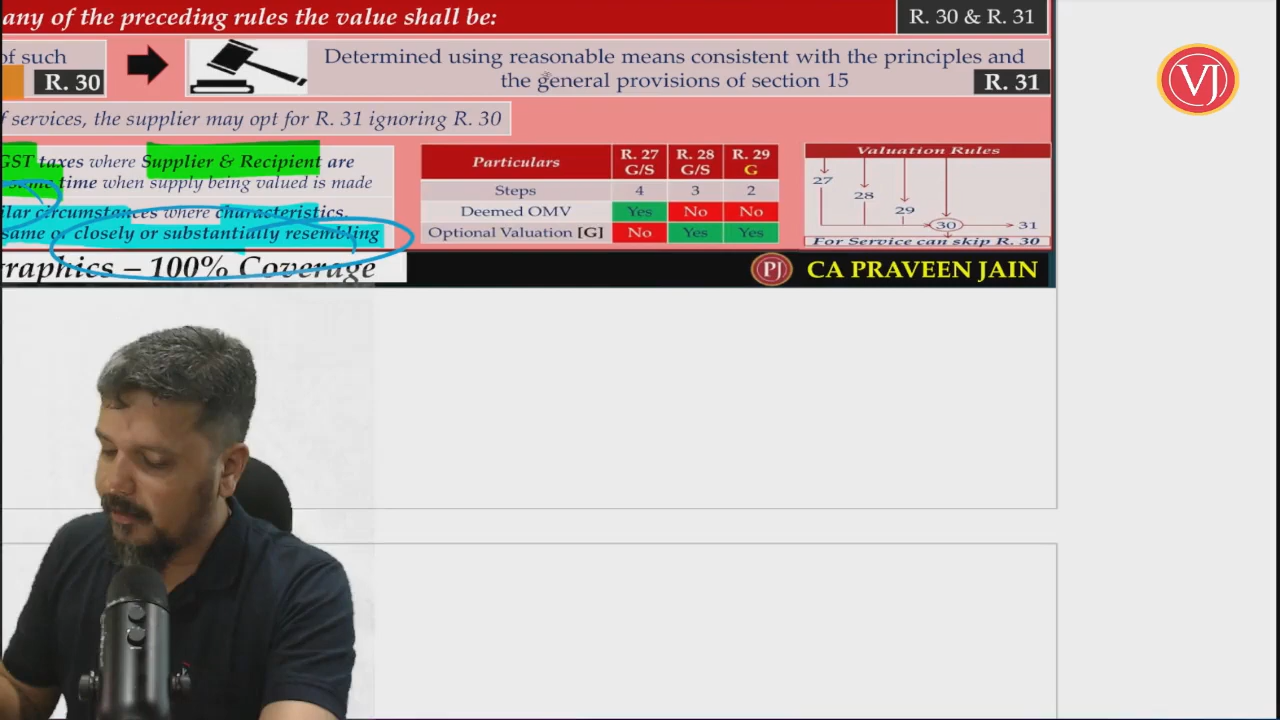 any of the preceding rules the value shall be:
R. 30 & R. 31
of such
R. 30
Determined using reasonable means consistent with the principles and
the general provisions of section 15
R. 31
f services, the supplier may opt for R. 31 ignoring R. 30
GST taxes where Supplier & Recipient are
same time when supply being valued is made
ilar circumstances where characteristics,
same or closely or substantially resembling
Particulars R. 27 G/S R. 28 G/S R. 29 G
Steps 4 3 2
Deemed OMV Yes No No
Optional Valuation [G] No Yes Yes
Valuation Rules
27
28
29
30 31
For Service can skip R. 30
graphics – 100% Coverage
PJ CA PRAVEEN JAIN
VJ